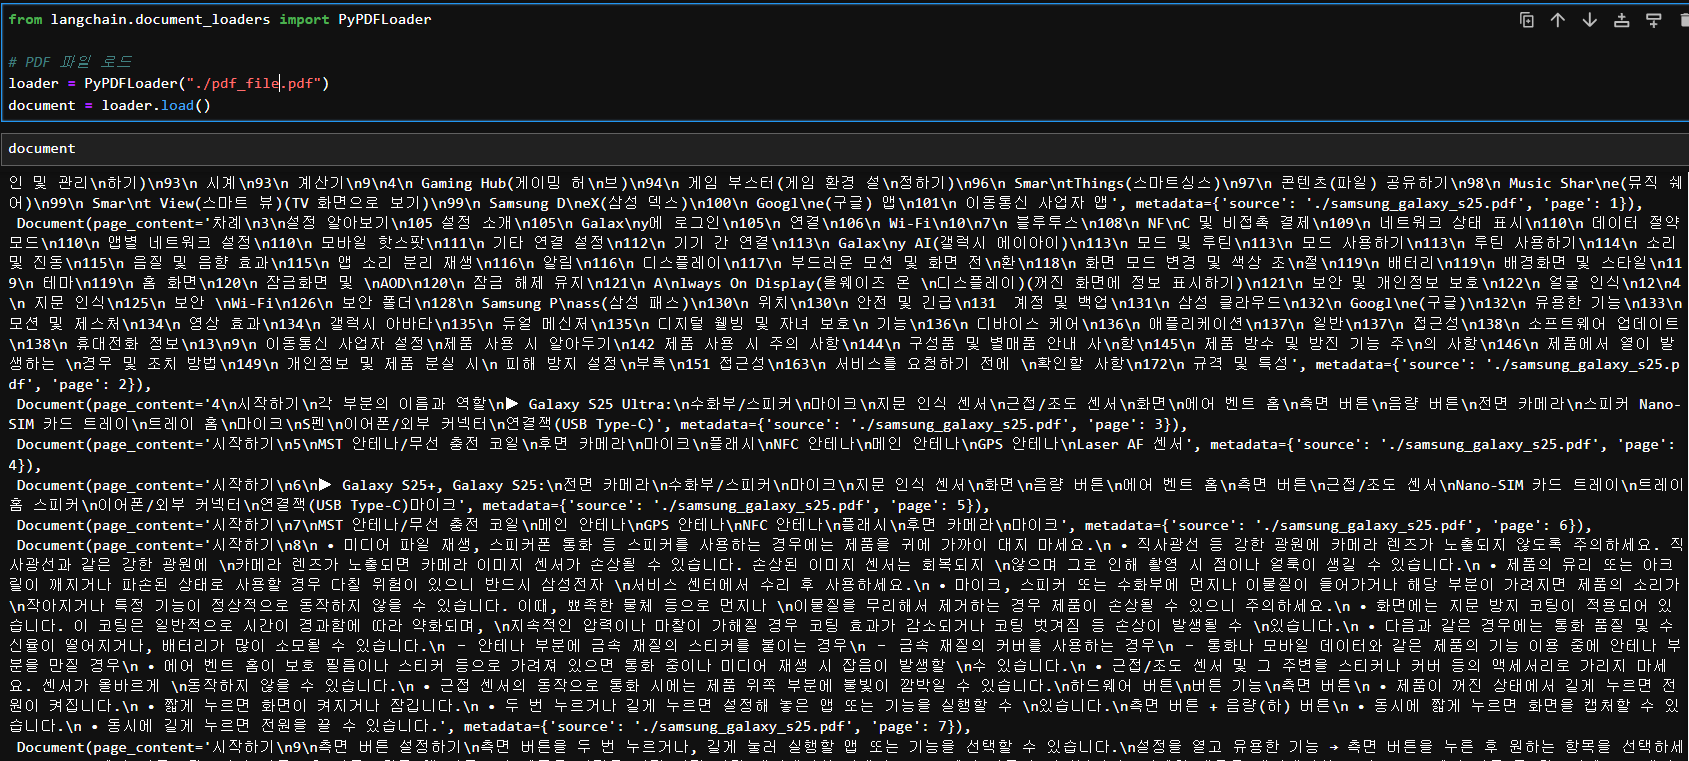 from langchain.document_loaders import PyPDFLoader
# PDF 파일 로드
loader = PyPDFLoader("./pdf_file.pdf")
document = loader.load()
document
인 및 관리\n하기)\n93\n 시계\n93\n 계산기\n9\n4\n Gaming Hub(게이밍 허\n브)\n94\n 게임 부스터(게임 환경 설\n정하기)\n96\n Smar\ntThings(스마트싱스)\n97\n 콘텐츠(파일) 공유하기\n98\n Music Shar\ne(뮤직 쉐
어)\n99\n Smar\nt View(스마트 뷰)(TV 화면으로 보기)\n99\n Samsung D\neX(삼성 덱스)\n100\n Googl\ne(구글) 앱\n101\n 이동통신 사업자 앱', metadata={'source': './samsung_galaxy_s25.pdf', 'page': 1}),
Document(page_content='차례\n3\n설정 알아보기\n105 설정 소개\n105\n Galax\ny에 로그인\n105\n 연결\n106\n Wi-Fi\n10\n7\n 블루투스\n108\n NF\nC 및 비접촉 결제\n109\n 네트워크 상태 표시\n110\n 데이터 절약
모드\n110\n 앱별 네트워크 설정\n110\n 모바일 핫스팟\n111\n 기타 연결 설정\n112\n 기기 간 연결\n113\n Galax\ny AI(갤럭시 에이아이)\n113\n 모드 및 루틴\n113\n 모드 사용하기\n113\n 루틴 사용하기\n114\n 소리
및 진동\n115\n 음질 및 음향 효과\n115\n 앱 소리 분리 재생\n116\n 알림\n116\n 디스플레이\n117\n 부드러운 모션 및 화면 전\n환\n118\n 화면 모드 변경 및 색상 조\n절\n119\n 배터리\n119\n 배경화면 및 스타일\n11
9\n 테마\n119\n 홈 화면\n120\n 잠금화면 및 \nAOD\n120\n 잠금 해제 유지\n121\n A\nlways On Display(올웨이즈 온 \n디스플레이)(꺼진 화면에 정보 표시하기)\n121\n 보안 및 개인정보 보호\n122\n 얼굴 인식\n12\n4\
n 지문 인식\n125\n 보안 \nWi-Fi\n126\n 보안 폴더\n128\n Samsung P\nass(삼성 패스)\n130\n 위치\n130\n 안전 및 긴급\n131  계정 및 백업\n131\n 삼성 클라우드\n132\n Googl\ne(구글)\n132\n 유용한 기능\n133\n
모션 및 제스처\n134\n 영상 효과\n134\n 갤럭시 아바타\n135\n 듀얼 메신저\n135\n 디지털 웰빙 및 자녀 보호\n 기능\n136\n 디바이스 케어\n136\n 애플리케이션\n137\n 일반\n137\n 접근성\n138\n 소프트웨어 업데이트
\n138\n 휴대전화 정보\n13\n9\n 이동통신 사업자 설정\n제품 사용 시 알아두기\n142 제품 사용 시 주의 사항\n144\n 구성품 및 별매품 안내 사\n항\n145\n 제품 방수 및 방진 기능 주\n의 사항\n146\n 제품에서 열이 발
생하는 \n경우 및 조치 방법\n149\n 개인정보 및 제품 분실 시\n 피해 방지 설정\n부록\n151 접근성\n163\n 서비스를 요청하기 전에 \n확인할 사항\n172\n 규격 및 특성', metadata={'source': './samsung_galaxy_s25.p
df', 'page': 2}),
Document(page_content='4\n시작하기\n각 부분의 이름과 역할\n▶ Galaxy S25 Ultra:\n수화부/스피커\n마이크\n지문 인식 센서\n근접/조도 센서\n화면\n에어 벤트 홈\n측면 버튼\n음량 버튼\n전면 카메라\n스피커 Nano-
SIM 카드 트레이\n트레이 홈\n마이크\nS펜\n이어폰/외부 커넥터\n연결잭(USB Type-C)', metadata={'source': './samsung_galaxy_s25.pdf', 'page': 3}),
Document(page_content='시작하기\n5\nMST 안테나/무선 충전 코일\n후면 카메라\n마이크\n플래시\nNFC 안테나\n메인 안테나\nGPS 안테나\nLaser AF 센서', metadata={'source': './samsung_galaxy_s25.pdf', 'page':
4}),
Document(page_content='시작하기\n6\n▶ Galaxy S25+, Galaxy S25:\n전면 카메라\n수화부/스피커\n마이크\n지문 인식 센서\n화면\n음량 버튼\n에어 벤트 홈\n측면 버튼\n근접/조도 센서\nNano-SIM 카드 트레이\n트레이
홈 스피커\n이어폰/외부 커넥터\n연결잭(USB Type-C)마이크', metadata={'source': './samsung_galaxy_s25.pdf', 'page': 5}),
Document(page_content='시작하기\n7\nMST 안테나/무선 충전 코일\n메인 안테나\nGPS 안테나\nNFC 안테나\n플래시\n후면 카메라\n마이크', metadata={'source': './samsung_galaxy_s25.pdf', 'page': 6}),
Document(page_content='시작하기\n8\n • 미디어 파일 재생, 스피커폰 통화 등 스피커를 사용하는 경우에는 제품을 귀에 가까이 대지 마세요.\n • 직사광선 등 강한 광원에 카메라 렌즈가 노출되지 않도록 주의하세요. 직
사광선과 같은 강한 광원에 \n카메라 렌즈가 노출되면 카메라 이미지 센서가 손상될 수 있습니다. 손상된 이미지 센서는 회복되지 \n않으며 그로 인해 촬영 시 점이나 얼룩이 생길 수 있습니다.\n • 제품의 유리 또는 아크
릴이 깨지거나 파손된 상태로 사용할 경우 다칠 위험이 있으니 반드시 삼성전자 \n서비스 센터에서 수리 후 사용하세요.\n • 마이크, 스피커 또는 수화부에 먼지나 이물질이 들어가거나 해당 부분이 가려지면 제품의 소리가
\n작아지거나 특정 기능이 정상적으로 동작하지 않을 수 있습니다. 이때, 뾰족한 물체 등으로 먼지나 \n이물질을 무리해서 제거하는 경우 제품이 손상될 수 있으니 주의하세요.\n • 화면에는 지문 방지 코팅이 적용되어 있
습니다. 이 코팅은 일반적으로 시간이 경과함에 따라 약화되며, \n지속적인 압력이나 마찰이 가해질 경우 코팅 효과가 감소되거나 코팅 벗겨짐 등 손상이 발생될 수 \n있습니다.\n • 다음과 같은 경우에는 통화 품질 및 수
신율이 떨어지거나, 배터리가 많이 소모될 수 있습니다.\n – 안테나 부분에 금속 재질의 스티커를 붙이는 경우\n – 금속 재질의 커버를 사용하는 경우\n – 통화나 모바일 데이터와 같은 제품의 기능 이용 중에 안테나 부
분을 만질 경우\n • 에어 벤트 홈이 보호 필름이나 스티커 등으로 가려져 있으면 통화 중이나 미디어 재생 시 잡음이 발생할 \n수 있습니다.\n • 근접/조도 센서 및 그 주변을 스티커나 커버 등의 액세서리로 가리지 마세
요. 센서가 올바르게 \n동작하지 않을 수 있습니다.\n • 근접 센서의 동작으로 통화 시에는 제품 위쪽 부분에 불빛이 깜박일 수 있습니다.\n하드웨어 버튼\n버튼 기능\n측면 버튼\n • 제품이 꺼진 상태에서 길게 누르면 전
원이 켜집니다.\n • 짧게 누르면 화면이 켜지거나 잠깁니다.\n • 두 번 누르거나 길게 누르면 설정해 놓은 앱 또는 기능을 실행할 수 \n있습니다.\n측면 버튼 + 음량(하) 버튼\n • 동시에 짧게 누르면 화면을 캡처할 수 있
습니다.\n • 동시에 길게 누르면 전원을 끌 수 있습니다.', metadata={'source': './samsung_galaxy_s25.pdf', 'page': 7}),
Document(page_content='시작하기\n9\n측면 버튼 설정하기\n측면 버튼을 두 번 누르거나, 길게 눌러 실행할 앱 또는 기능을 선택할 수 있습니다.\n설정을 열고 유용한 기능 → 측면 버튼을 누른 후 원하는 항목을 선택하세